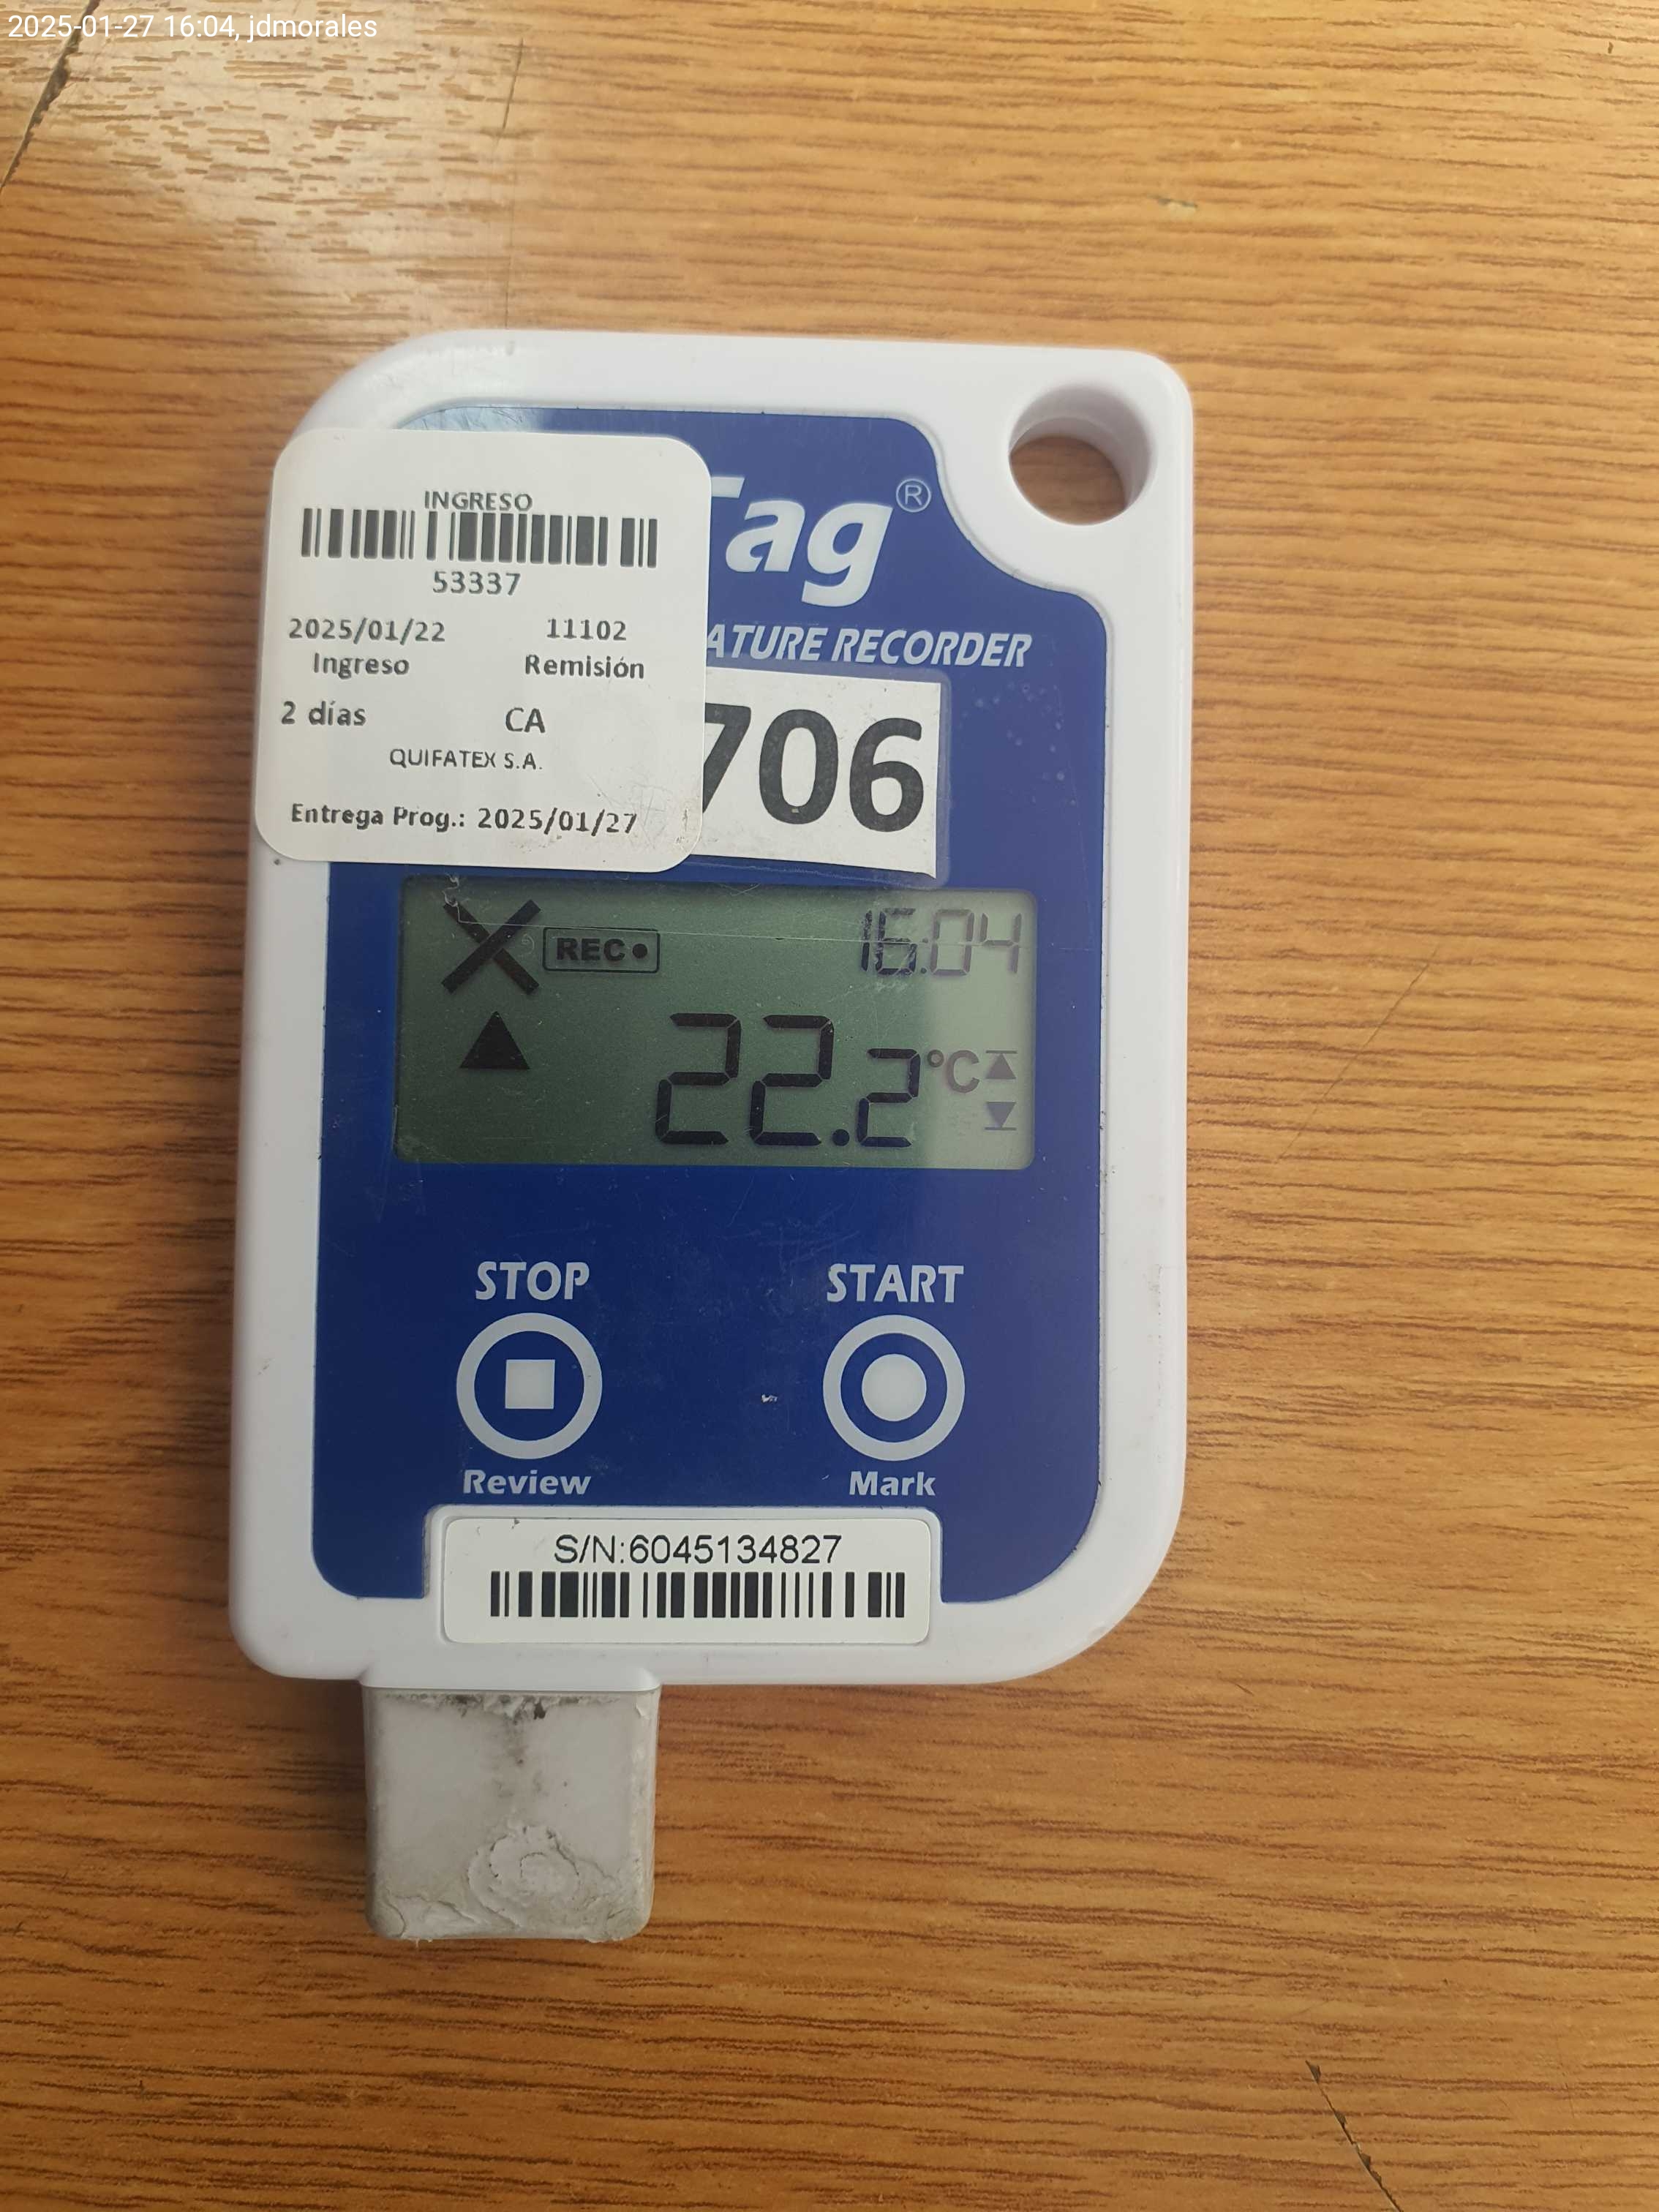 2025-01-27 16:04, jdmorales
Tag®
ATURE RECORDER
INGRESO
53337
2025/01/22 11102
Ingreso Remisión
2 días CA
QUIFATEX S.A.
Entrega Prog.: 2025/01/27
706
REC 16:04
22.2 °C
STOP START
Review Mark
S/N:6045134827